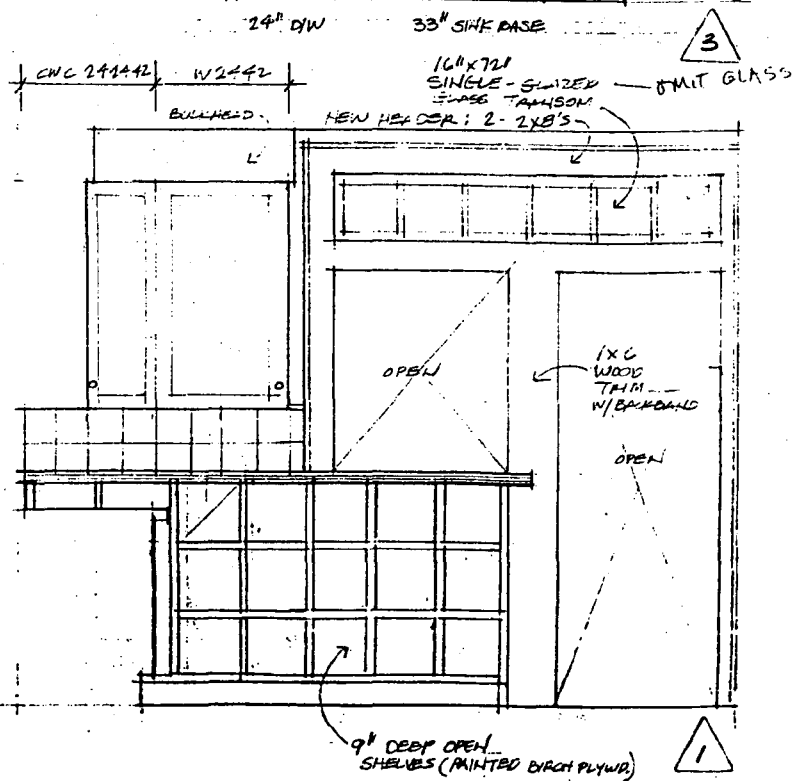 24" D/W
33" SINK BASE
3
CWC 241442
W2442
16"x72"
SINGLE-GLAZED
GLASS TRANSOM
OMIT GLASS
BULKHEAD
NEW HEADER: 2-2x8'S
OPEN
1x6
WOOD
TRIM
W/BACKBAND
OPEN
9" DEEP OPEN
SHELVES (PAINTED BIRCH PLYWD.)
1